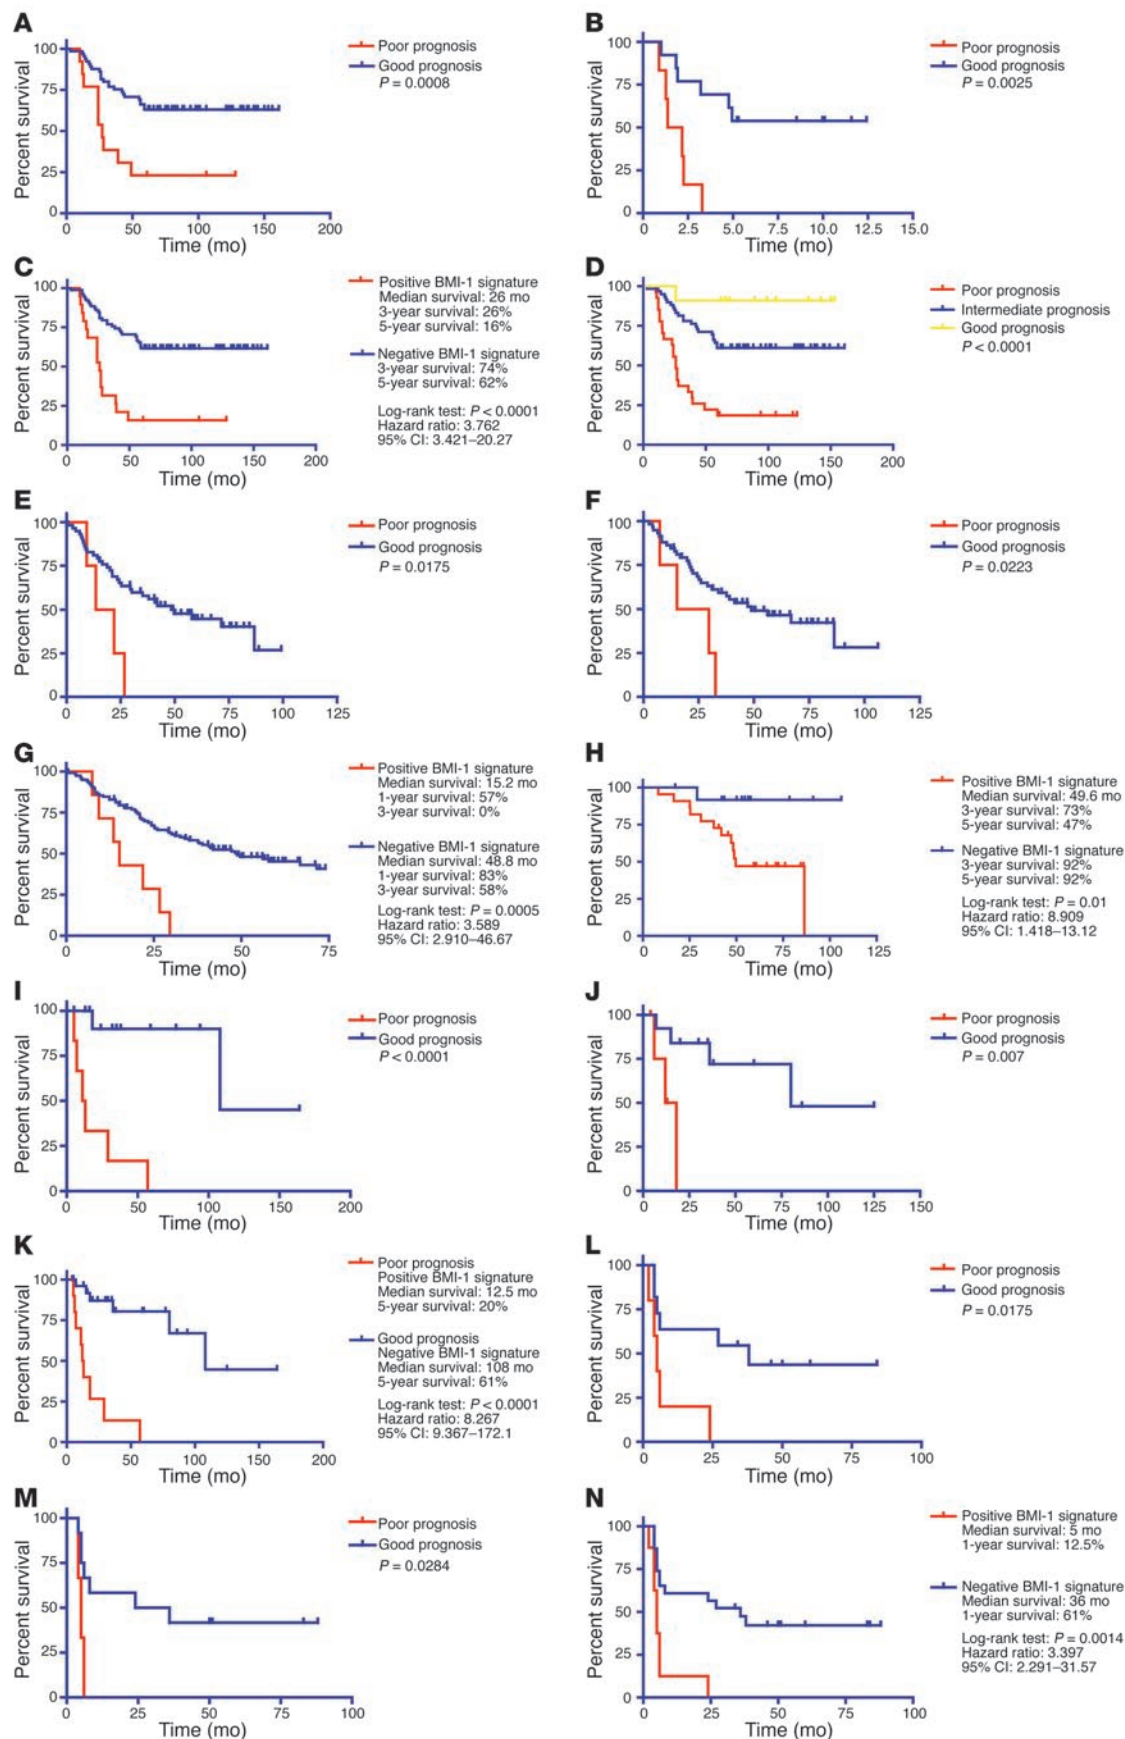 A
Percent survival
100
75
50
25
0
0 50 100 150 200
Time (mo)
Poor prognosis
Good prognosis
P = 0.0008
B
Percent survival
100
75
50
25
0
0 2.5 5.0 7.5 10.0 12.5 15.0
Time (mo)
Poor prognosis
Good prognosis
P = 0.0025
C
Percent survival
100
75
50
25
0
0 50 100 150 200
Time (mo)
Positive BMI-1 signature
Median survival: 26 mo
3-year survival: 26%
5-year survival: 16%
Negative BMI-1 signature
3-year survival: 74%
5-year survival: 62%
Log-rank test: P < 0.0001
Hazard ratio: 3.762
95% CI: 3.421–20.27
D
Percent survival
100
75
50
25
0
0 50 100 150 200
Time (mo)
Poor prognosis
Intermediate prognosis
Good prognosis
P < 0.0001
E
Percent survival
100
75
50
25
0
0 25 50 75 100 125
Time (mo)
Poor prognosis
Good prognosis
P = 0.0175
F
Percent survival
100
75
50
25
0
0 25 50 75 100 125
Time (mo)
Poor prognosis
Good prognosis
P = 0.0223
G
Percent survival
100
75
50
25
0
0 25 50 75
Time (mo)
Positive BMI-1 signature
Median survival: 15.2 mo
1-year survival: 57%
3-year survival: 0%
Negative BMI-1 signature
Median survival: 48.8 mo
1-year survival: 83%
3-year survival: 58%
Log-rank test: P = 0.0005
Hazard ratio: 3.589
95% CI: 2.910–46.67
H
Percent survival
100
75
50
25
0
0 25 50 75 100 125
Time (mo)
Positive BMI-1 signature
Median survival: 49.6 mo
3-year survival: 73%
5-year survival: 47%
Negative BMI-1 signature
3-year survival: 92%
5-year survival: 92%
Log-rank test: P = 0.01
Hazard ratio: 8.909
95% CI: 1.418–13.12
I
Percent survival
100
75
50
25
0
0 50 100 150 200
Time (mo)
Poor prognosis
Good prognosis
P < 0.0001
J
Percent survival
100
75
50
25
0
0 25 50 75 100 125 150
Time (mo)
Poor prognosis
Good prognosis
P = 0.007
K
Percent survival
100
75
50
25
0
0 50 100 150 200
Time (mo)
Poor prognosis
Positive BMI-1 signature
Median survival: 12.5 mo
5-year survival: 20%
Good prognosis
Negative BMI-1 signature
Median survival: 108 mo
5-year survival: 61%
Log-rank test: P < 0.0001
Hazard ratio: 8.267
95% CI: 9.367–172.1
L
Percent survival
100
75
50
25
0
0 25 50 75 100
Time (mo)
Poor prognosis
Good prognosis
P = 0.0175
M
Percent survival
100
75
50
25
0
0 25 50 75 100
Time (mo)
Poor prognosis
Good prognosis
P = 0.0284
N
Percent survival
100
75
50
25
0
0 25 50 75 100
Time (mo)
Positive BMI-1 signature
Median survival: 5 mo
1-year survival: 12.5%
Negative BMI-1 signature
Median survival: 36 mo
1-year survival: 61%
Log-rank test: P = 0.0014
Hazard ratio: 3.397
95% CI: 2.291–31.57